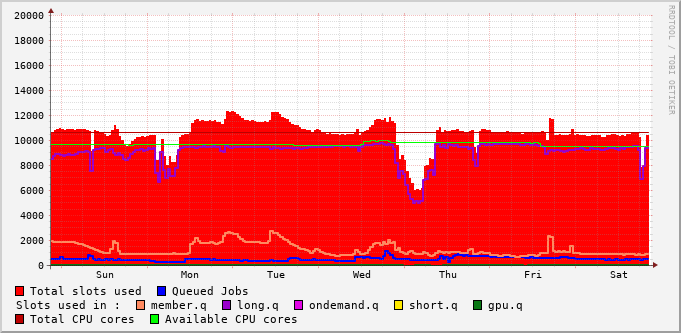 20000
18000
16000
14000
12000
10000
8000
6000
4000
2000
0
Sun Mon Tue Wed Thu Fri Sat
RRDTOOL / TOBI OETIKER
Total slots used Queued Jobs
Slots used in : member.q long.q ondemand.q short.q gpu.q
Total CPU cores Available CPU cores